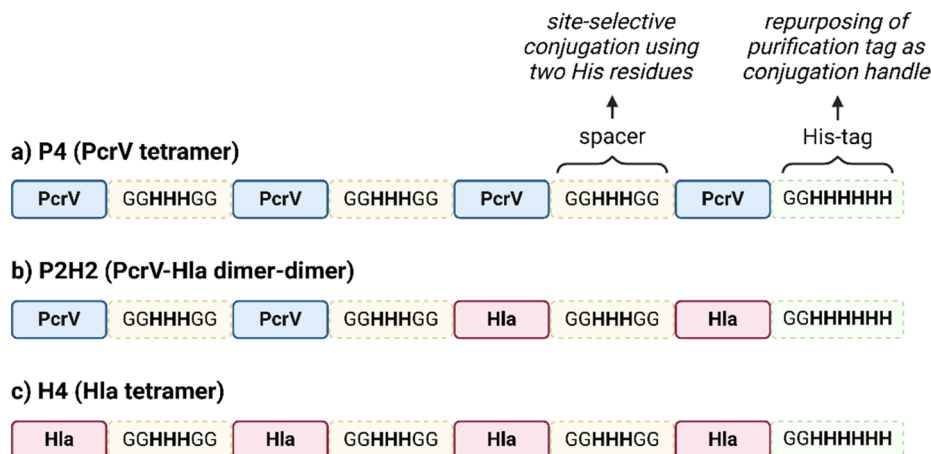 site-selective
conjugation using
two His residues
repurposing of
purification tag as
conjugation handle
spacer
His-tag
a) P4 (PcrV tetramer)
PcrV GGHHHGG PcrV GGHHHGG PcrV GGHHHGG PcrV GGHHHHHH
b) P2H2 (PcrV-Hla dimer-dimer)
PcrV GGHHHGG PcrV GGHHHGG Hla GGHHHGG Hla GGHHHHHH
c) H4 (Hla tetramer)
Hla GGHHHGG Hla GGHHHGG Hla GGHHHGG Hla GGHHHHHH